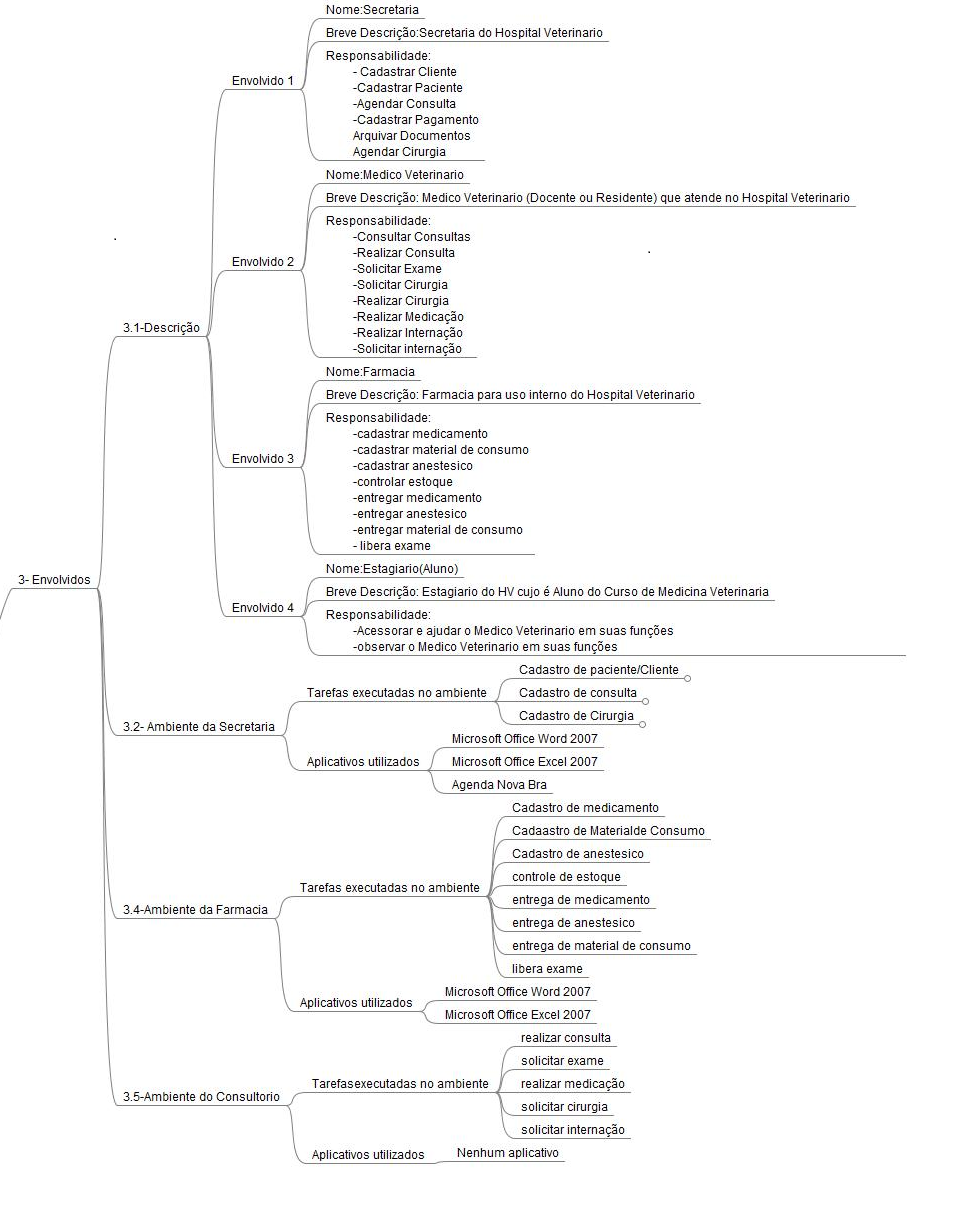 3- Envolvidos
3.1-Descrição
Envolvido 1
Nome:Secretaria
Breve Descrição:Secretaria do Hospital Veterinario
Responsabilidade:
- Cadastrar Cliente
-Cadastrar Paciente
-Agendar Consulta
-Cadastrar Pagamento
Arquivar Documentos
Agendar Cirurgia
Envolvido 2
Nome:Medico Veterinario
Breve Descrição: Medico Veterinario (Docente ou Residente) que atende no Hospital Veterinario
Responsabilidade:
-Consultar Consultas
-Realizar Consulta
-Solicitar Exame
-Solicitar Cirurgia
-Realizar Cirurgia
-Realizar Medicação
-Realizar Internação
-Solicitar internação
Envolvido 3
Nome:Farmacia
Breve Descrição: Farmacia para uso interno do Hospital Veterinario
Responsabilidade:
-cadastrar medicamento
-cadastrar material de consumo
-cadastrar anestesico
-controlar estoque
-entregar medicamento
-entregar anestesico
-entregar material de consumo
- libera exame
Envolvido 4
Nome:Estagiario(Aluno)
Breve Descrição: Estagiario do HV cujo é Aluno do Curso de Medicina Veterinaria
Responsabilidade:
-Acessorar e ajudar o Medico Veterinario em suas funções
-observar o Medico Veterinario em suas funções
3.2- Ambiente da Secretaria
Tarefas executadas no ambiente
Cadastro de paciente/Cliente
Cadastro de consulta
Cadastro de Cirurgia
Aplicativos utilizados
Microsoft Office Word 2007
Microsoft Office Excel 2007
Agenda Nova Bra
3.4-Ambiente da Farmacia
Tarefas executadas no ambiente
Cadastro de medicamento
Cadaastro de Materialde Consumo
Cadastro de anestesico
controle de estoque
entrega de medicamento
entrega de anestesico
entrega de material de consumo
libera exame
Aplicativos utilizados
Microsoft Office Word 2007
Microsoft Office Excel 2007
3.5-Ambiente do Consultorio
Tarefasexecutadas no ambiente
realizar consulta
solicitar exame
realizar medicação
solicitar cirurgia
solicitar internação
Aplicativos utilizados
Nenhum aplicativo